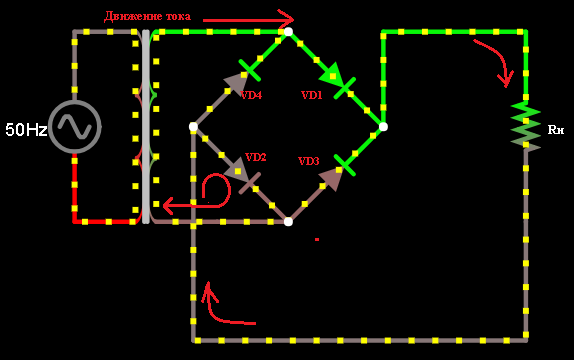 Движение тока
VD4
VD1
50Hz
Rн
VD2
VD3